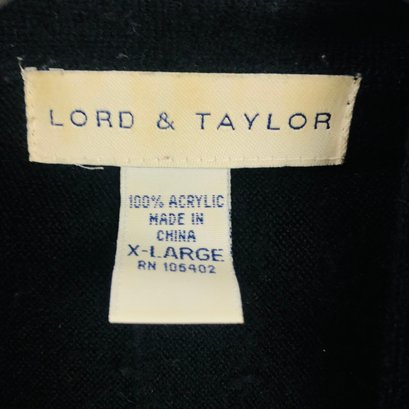 LORD & TAYLOR
100% ACRYLIC
MADE IN
CHINA
X-LARGE
RN 105402